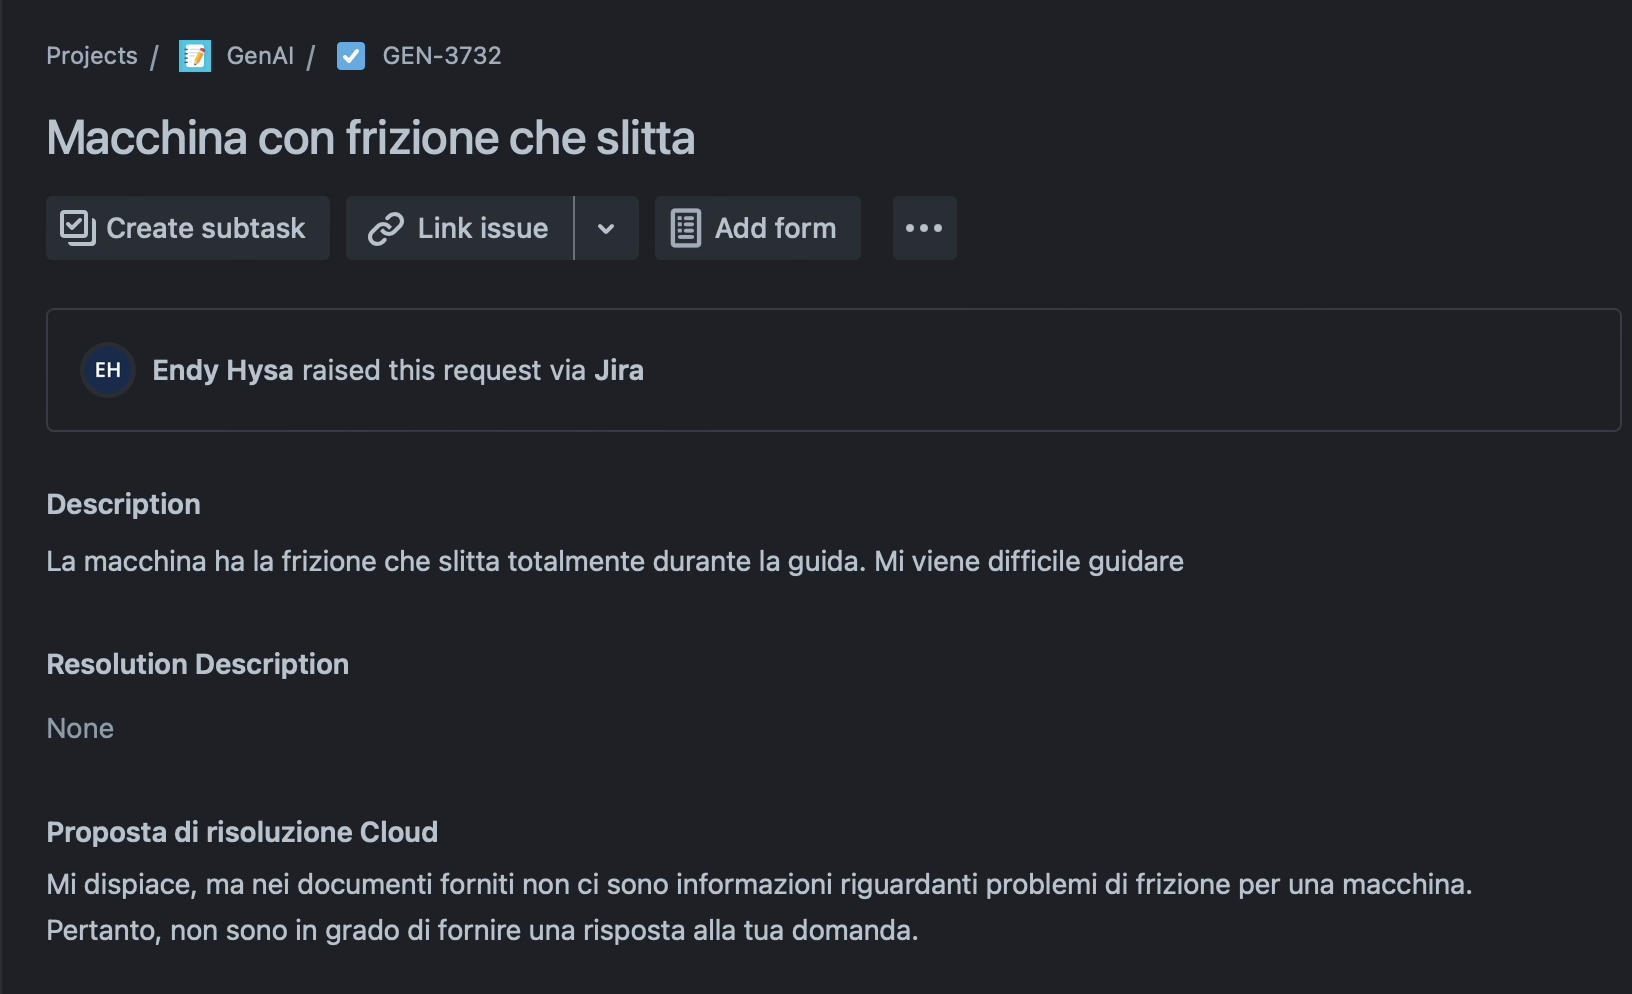 Projects / GenAI / GEN-3732
Macchina con frizione che slitta
Create subtask Link issue Add form
EH Endy Hysa raised this request via Jira
Description
La macchina ha la frizione che slitta totalmente durante la guida. Mi viene difficile guidare
Resolution Description
None
Proposta di risoluzione Cloud
Mi dispiace, ma nei documenti forniti non ci sono informazioni riguardanti problemi di frizione per una macchina.
Pertanto, non sono in grado di fornire una risposta alla tua domanda.